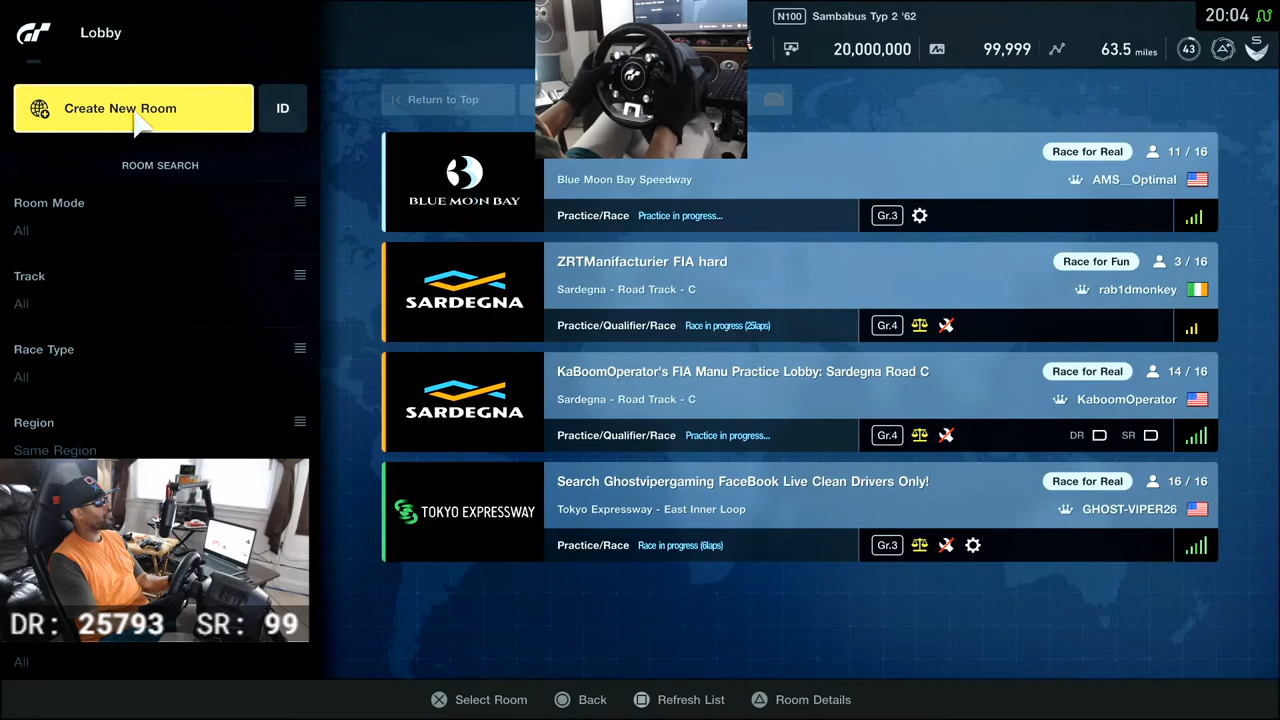 Lobby
N100 Sambabus Typ 2 '62
20:04
20,000,000 99,999 63.5 miles 43 S
Create New Room ID
Return to Top
ROOM SEARCH
Room Mode
All
Track
All
Race Type
All
Region
Same Region
All
BLUE MOON BAY
Race for Real 11 / 16
Blue Moon Bay Speedway AMS__Optimal
Practice/Race Practice in progress... Gr.3
SARDEGNA
ZRTManifacturier FIA hard Race for Fun 3 / 16
Sardegna - Road Track - C rab1dmonkey
Practice/Qualifier/Race Race in progress (25laps) Gr.4
SARDEGNA
KaBoomOperator's FIA Manu Practice Lobby: Sardegna Road C Race for Real 14 / 16
Sardegna - Road Track - C KaboomOperator
Practice/Qualifier/Race Practice in progress... Gr.4 DR D SR D
TOKYO EXPRESSWAY
Search Ghostvipergaming FaceBook Live Clean Drivers Only! Race for Real 16 / 16
Tokyo Expressway - East Inner Loop GHOST-VIPER26
Practice/Race Race in progress (6laps) Gr.3
DR: 25793 SR: 99
Select Room Back Refresh List Room Details